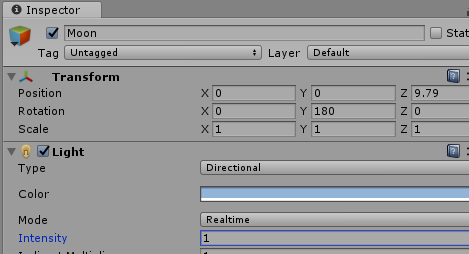 Inspector
Moon Stat
Tag Untagged Layer Default
Transform
Position X 0 Y 0 Z 9.79
Rotation X 0 Y 180 Z 0
Scale X 1 Y 1 Z 1
Light
Type Directional
Color
Mode Realtime
Intensity 1